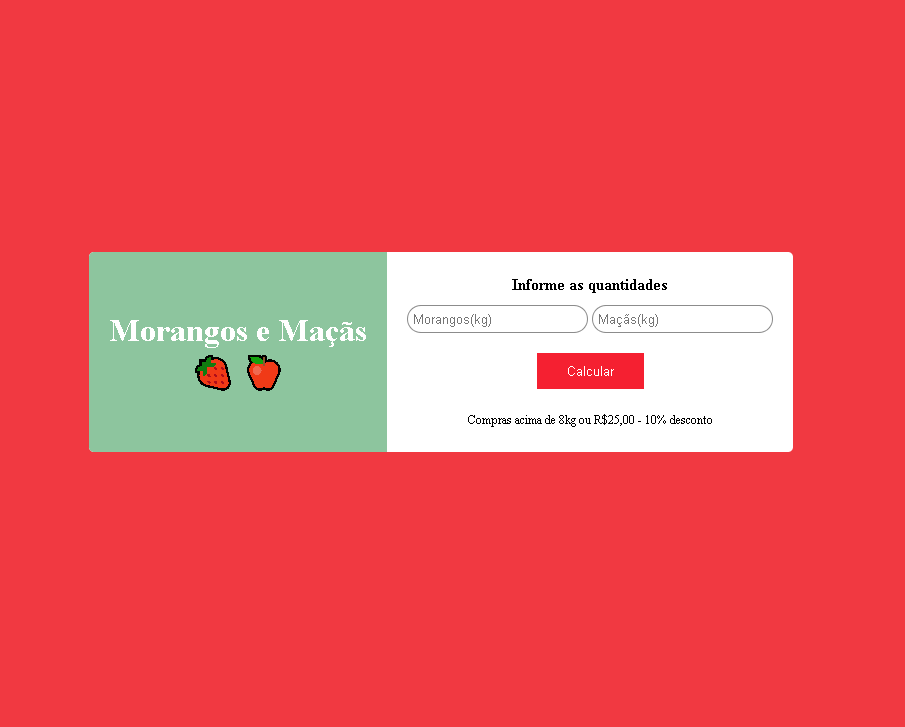 Morangos e Maçãs
Informe as quantidades
Morangos(kg) Maçãs(kg)
Calcular
Compras acima de 8kg ou R$25,00 - 10% desconto